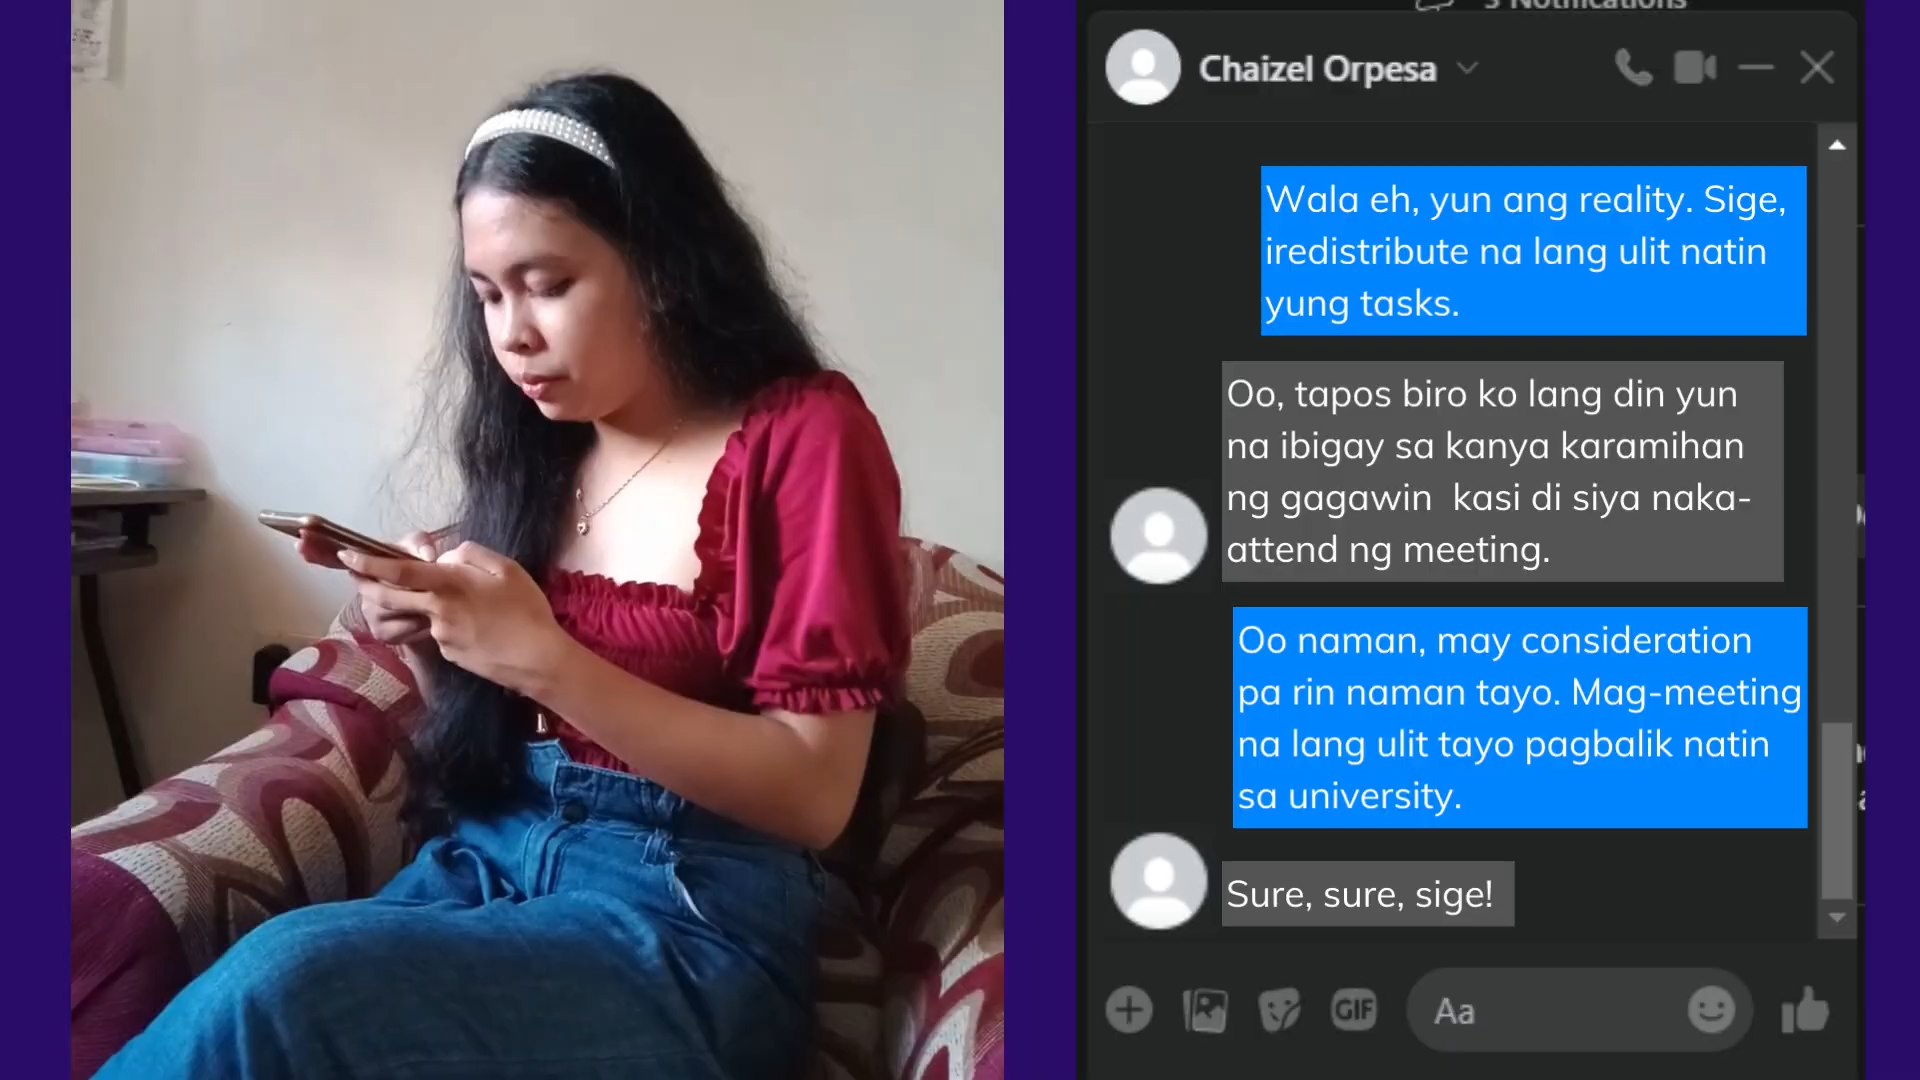 3 Notifications
Chaizel Orpesa
Wala eh, yun ang reality. Sige,
iredistribute na lang ulit natin
yung tasks.
Oo, tapos biro ko lang din yun
na ibigay sa kanya karamihan
ng gagawin kasi di siya naka-
attend ng meeting.
Oo naman, may consideration
pa rin naman tayo. Mag-meeting
na lang ulit tayo pagbalik natin
sa university.
Sure, sure, sige!
GIF
Aa